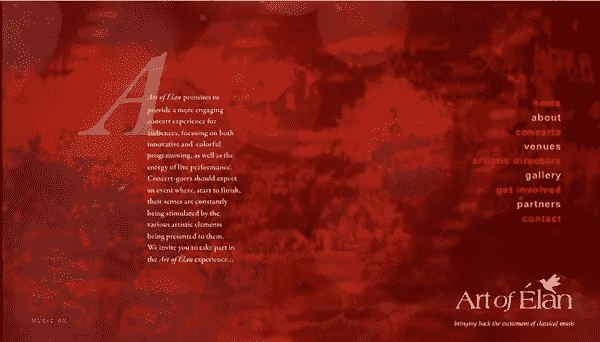 A
Art of Élan promises to
provide a more engaging
concert experience for
audiences, focusing on both
innovative and colorful
programming, as well as the
energy of live performance.
Concert-goers should expect
an event where, start to finish,
their senses are constantly
being stimulated by the
various artistic elements
being presented to them.
We invite you to take part in
the Art of Élan experience...
home
about
concerts
venues
artistic directors
gallery
get involved
partners
contact
Art of Élan
bringing back the excitement of classical music
MUSIC ON